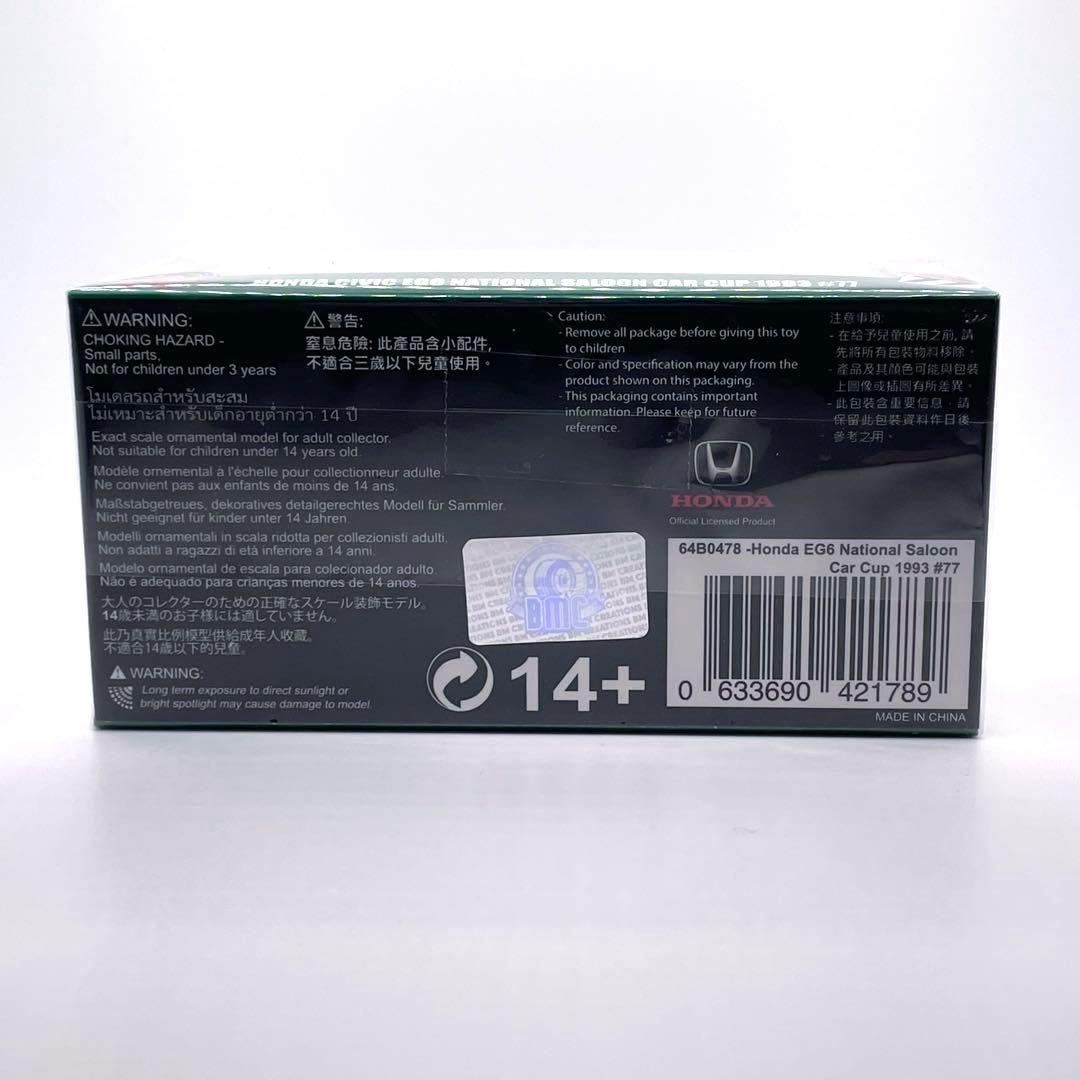 HONDA CIVIC EG6 NATIONAL SALOON CAR CUP 1993 #77
WARNING:
CHOKING HAZARD -
Small parts,
Not for children under 3 years
警告:
窒息危險: 此產品含小配件,
不適合三歲以下兒童使用。
Caution:
- Remove all package before giving this toy
to children
- Color and specification may vary from the
product shown on this packaging.
- This packaging contains important
information. Please keep for future
reference.
注意事項
- 在給予兒童使用之前, 請
先將所有包裝物料移除。
- 產品及其顏色可能與包裝
上圖像或插圖有所差異。
- 此包裝含重要信息，請
保留此包裝資料作日後
參考之用。
โมเดลรถสำหรับสะสม
ไม่เหมาะสำหรับเด็กอายุต่ำกว่า 14 ปี
Exact scale ornamental model for adult collector.
Not suitable for children under 14 years old.
Modèle ornemental à l'échelle pour collectionneur adulte.
Ne convient pas aux enfants de moins de 14 ans.
Maßstabgetreues, dekoratives detailgerechtes Modell für Sammler.
Nicht geeignet für kinder unter 14 Jahren.
Modelli ornamentali in scala ridotta per collezionisti adulti.
Non adatti a ragazzi di età inferiore a 14 anni.
Modelo ornamental de escala para colecionador adulto.
Não é adequado para crianças menores de 14 anos.
大人のコレクターのための正確なスケール装飾モデル。
14歳未満のお子様には適していません。
此乃真實比例模型供給成年人收藏。
不適合14歲以下的兒童。
WARNING:
Long term exposure to direct sunlight or
bright spotlight may cause damage to model.
BMC
14+
HONDA
Official Licensed Product
64B0478 -Honda EG6 National Saloon
Car Cup 1993 #77
0 633690 421789
MADE IN CHINA